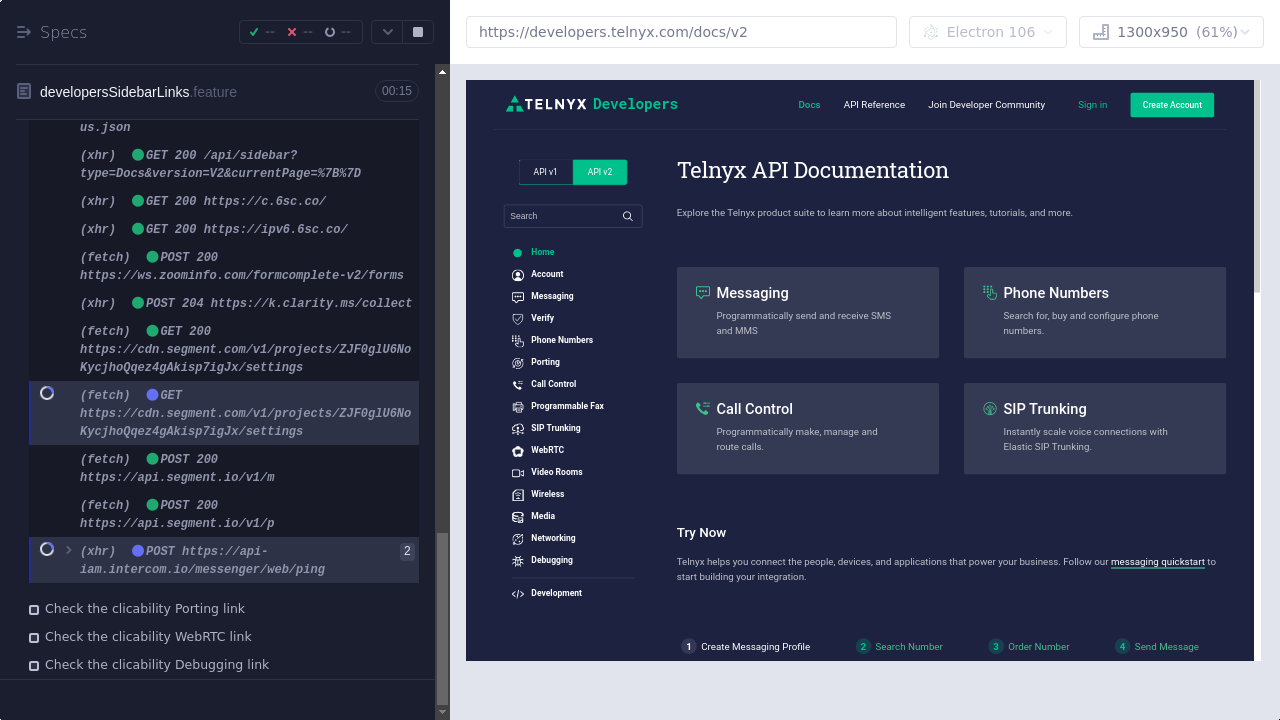 Specs
--
--
--
developersSidebarLinks.feature
00:15
us.json
(xhr) GET 200 /api/sidebar?
type=Docs&version=V2&currentPage=%7B%7D
(xhr) GET 200 https://c.6sc.co/
(xhr) GET 200 https://ipv6.6sc.co/
(fetch) POST 200
https://ws.zoominfo.com/formcomplete-v2/forms
(xhr) POST 204 https://k.clarity.ms/collect
(fetch) GET 200
https://cdn.segment.com/v1/projects/ZJF0glU6No
KycjhoQqez4gAkisp7igJx/settings
(fetch) GET
https://cdn.segment.com/v1/projects/ZJF0glU6No
KycjhoQqez4gAkisp7igJx/settings
(fetch) POST 200
https://api.segment.io/v1/m
(fetch) POST 200
https://api.segment.io/v1/p
(xhr) POST https://api-
iam.intercom.io/messenger/web/ping
2
Check the clicability Porting link
Check the clicability WebRTC link
Check the clicability Debugging link
https://developers.telnyx.com/docs/v2
Electron 106
1300x950 (61%)
TELNYX Developers
Docs
API Reference
Join Developer Community
Sign in
Create Account
API v1
API v2
Search
Home
Account
Messaging
Verify
Phone Numbers
Porting
Call Control
Programmable Fax
SIP Trunking
WebRTC
Video Rooms
Wireless
Media
Networking
Debugging
Development
Telnyx API Documentation
Explore the Telnyx product suite to learn more about intelligent features, tutorials, and more.
Messaging
Programmatically send and receive SMS
and MMS
Phone Numbers
Search for, buy and configure phone
numbers.
Call Control
Programmatically make, manage and
route calls.
SIP Trunking
Instantly scale voice connections with
Elastic SIP Trunking.
Try Now
Telnyx helps you connect the people, devices, and applications that power your business. Follow our messaging quickstart to
start building your integration.
1 Create Messaging Profile
2 Search Number
3 Order Number
4 Send Message